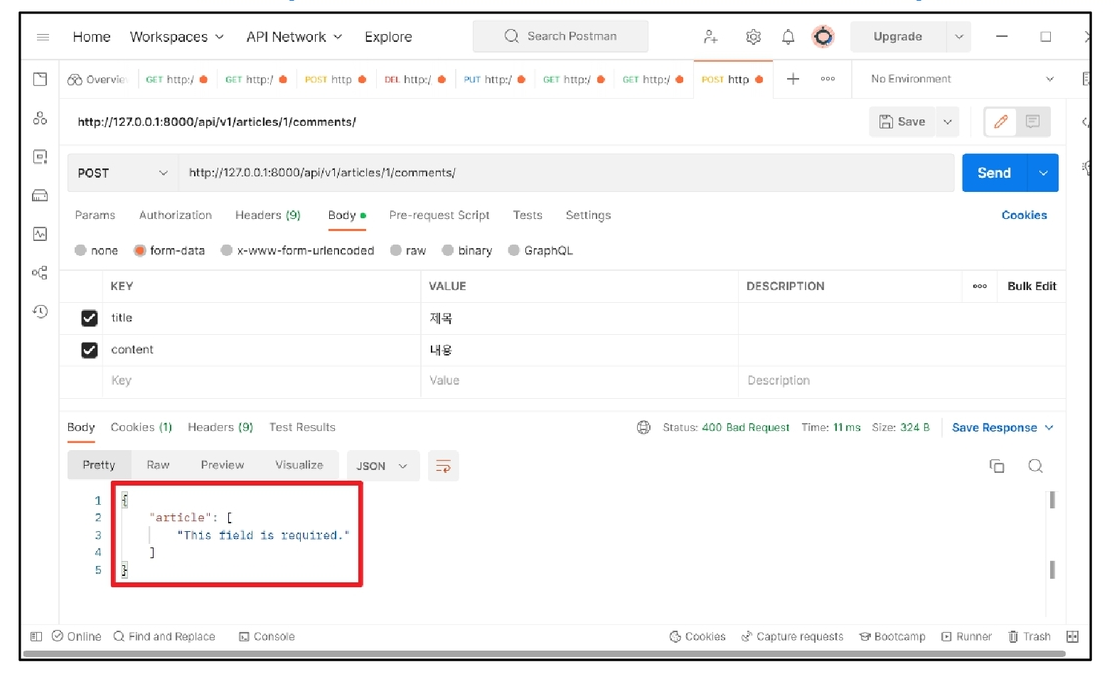 Home Workspaces API Network Explore Search Postman Upgrade
Overvie GET http:/ GET http:/ POST http DEL http:/ PUT http:/ GET http:/ GET http:/ POST http No Environment
http://127.0.0.1:8000/api/v1/articles/1/comments/ Save
POST http://127.0.0.1:8000/api/v1/articles/1/comments/ Send
Params Authorization Headers (9) Body Pre-request Script Tests Settings Cookies
none form-data x-www-form-urlencoded raw binary GraphQL
KEY VALUE DESCRIPTION Bulk Edit
title 제목
content 내용
Key Value Description
Body Cookies (1) Headers (9) Test Results Status: 400 Bad Request Time: 11 ms Size: 324 B Save Response
Pretty Raw Preview Visualize JSON
1 {
2 "article": [
3 "This field is required."
4 ]
5 }
Online Find and Replace Console Cookies Capture requests Bootcamp Runner Trash